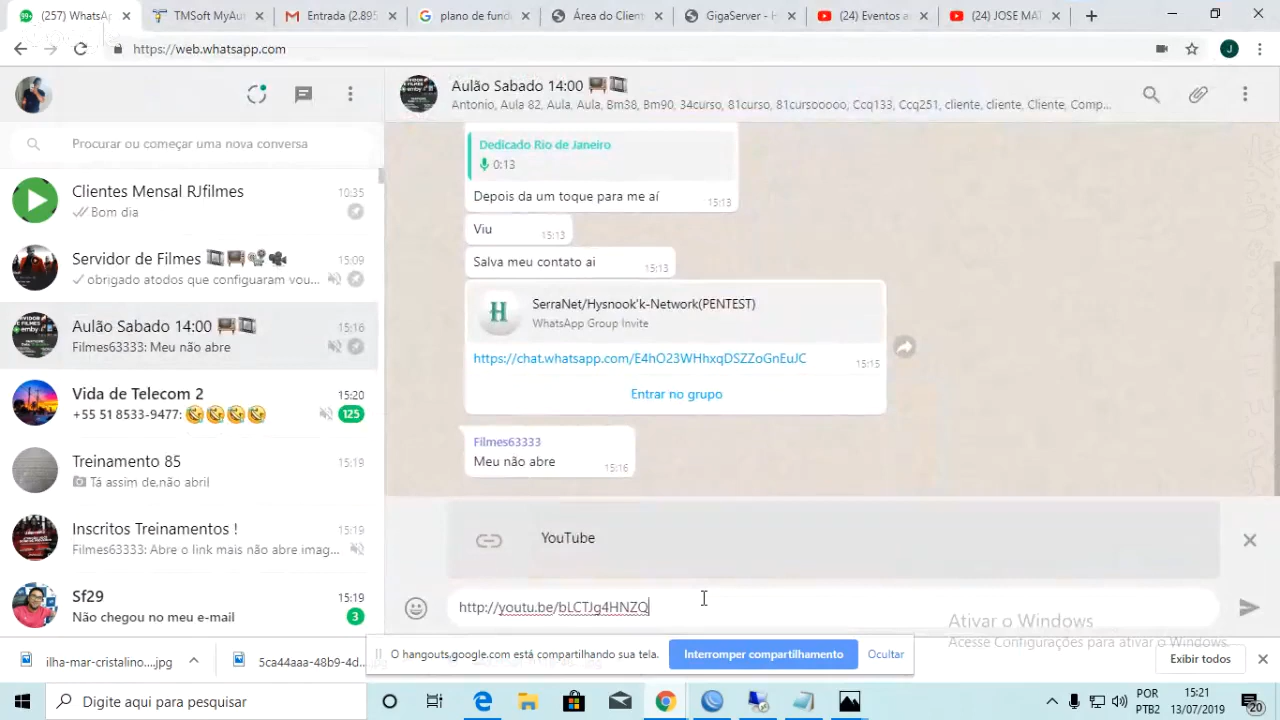 99+ (257) WhatsA
TMSoft MyAut
Entrada (2.895
plano de fund
Área do Client
GigaServer - H
(24) Eventos a
(24) JOSE MAT
https://web.whatsapp.com
J
Procurar ou começar uma nova conversa
Clientes Mensal RJfilmes 10:35
Bom dia
Servidor de Filmes 15:09
obrigado atodos que configuraram vou...
Aulão Sabado 14:00 15:16
Filmes63333: Meu não abre
Vida de Telecom 2 15:20
+55 51 8533-9477: 125
Treinamento 85 15:19
Tá assim de,não abril
Inscritos Treinamentos ! 15:19
Filmes63333: Abre o link mais não abre imag...
Sf29 15:19
Não chegou no meu e-mail 3
Aulão Sabado 14:00
Antonio, Aula 82, Aula, Aula, Bm38, Bm90, 34curso, 81curso, 81cursooooo, Ccq133, Ccq251, cliente, cliente, Cliente, Comp...
Dedicado Rio de Janeiro
0:13
Depois da um toque para me aí 15:13
Viu 15:13
Salva meu contato ai 15:13
H SerraNet/Hysnook'k-Network(PENTEST)
WhatsApp Group Invite
https://chat.whatsapp.com/E4hO23WHhxqDSZZoGnEuJC 15:15
Entrar no grupo
Filmes63333
Meu não abre 15:16
YouTube
http://youtu.be/bLCTJg4HNZQ
Ativar o Windows
Acesse Configurações para ativar o Windows.
ilha-mar-cristalino....jpg
5ca44aaa-48b9-4d...
O hangouts.google.com está compartilhando sua tela.
Interromper compartilhamento
Ocultar
Exibir todos
Digite aqui para pesquisar
POR
PTB2
15:21
13/07/2019
20